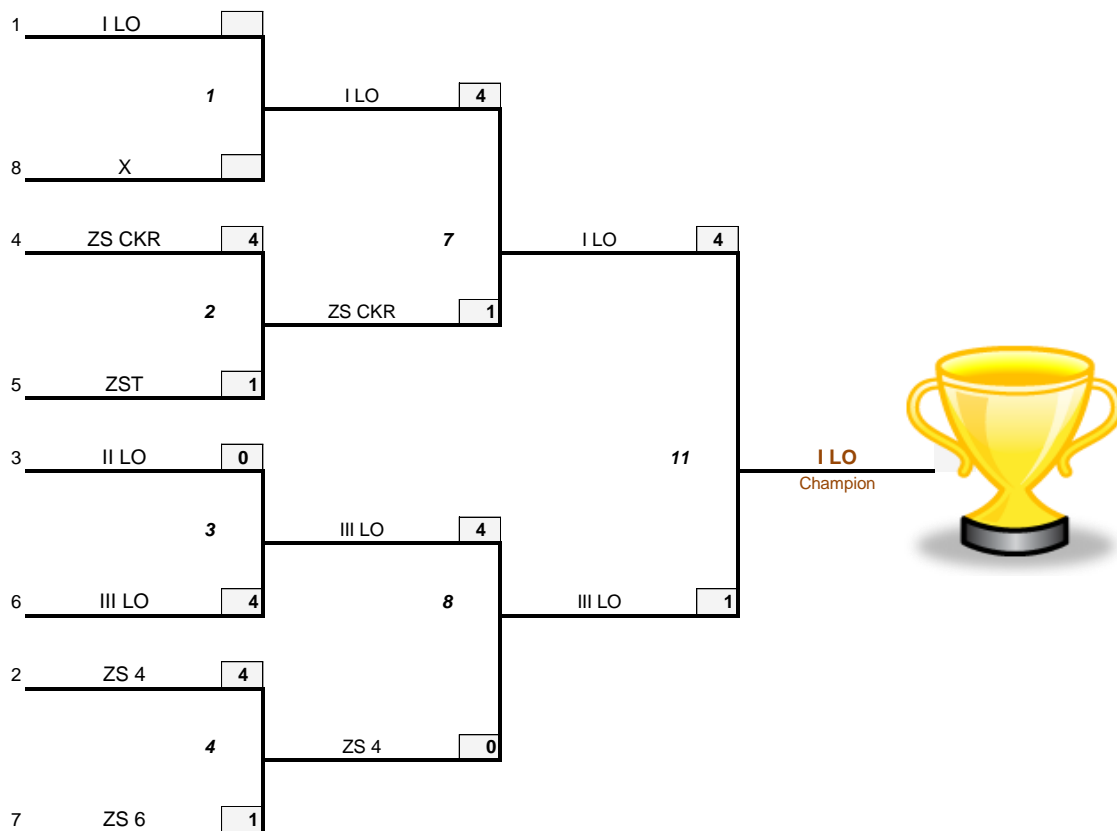 1 I LO
1 I LO 4
8 X
4 ZS CKR 4 7 I LO 4
2 ZS CKR 1
5 ZST 1
3 II LO 0 11 I LO
Champion
3 III LO 4
6 III LO 4 8 III LO 1
2 ZS 4 4
4 ZS 4 0
7 ZS 6 1